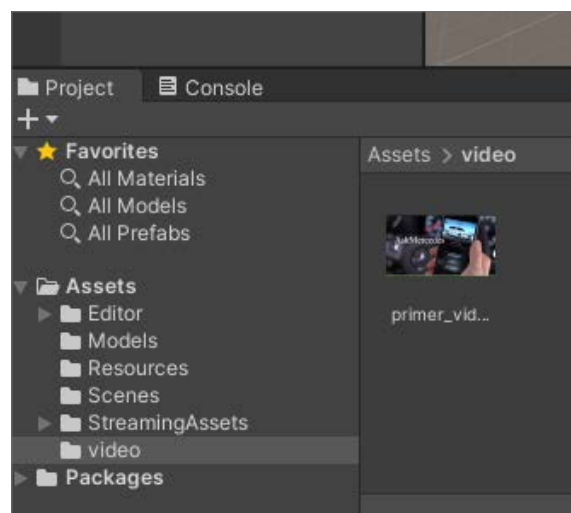 Project
Console
Favorites
All Materials
All Models
All Prefabs
Assets
Editor
Models
Resources
Scenes
StreamingAssets
video
Packages
Assets > video
AskMercedes
primer_vid...